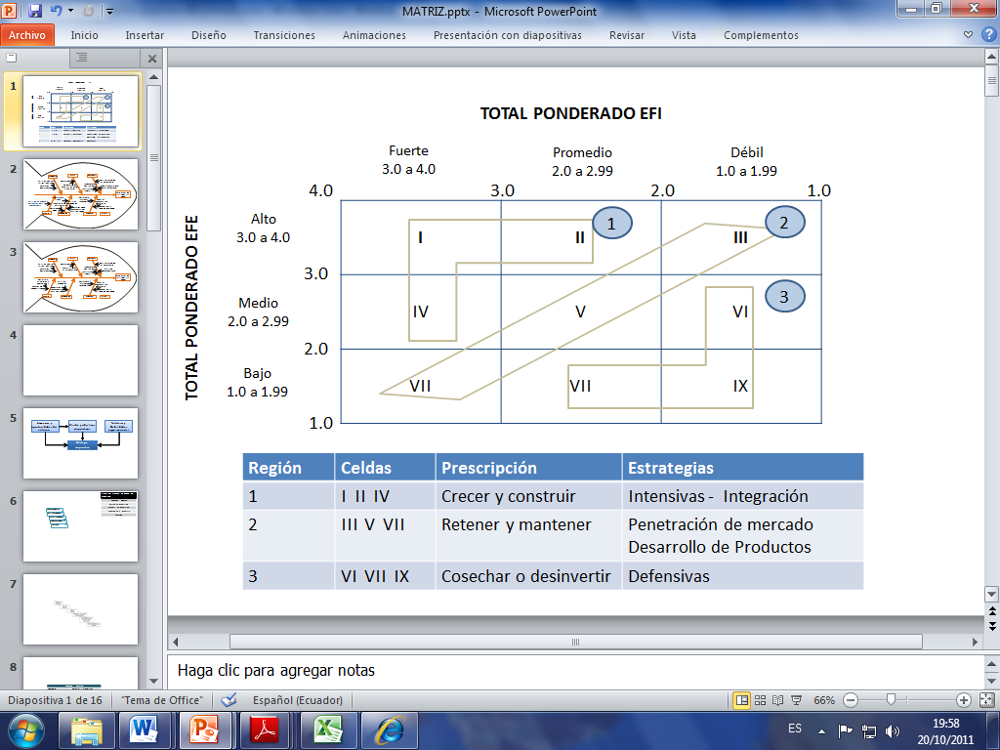 MATRIZ.pptx - Microsoft PowerPoint
Archivo Inicio Insertar Diseño Transiciones Animaciones Presentación con diapositivas Revisar Vista Complementos
1
2
3
4
5
6
7
8
TOTAL PONDERADO EFI
Fuerte
3.0 a 4.0
Promedio
2.0 a 2.99
Débil
1.0 a 1.99
4.0 3.0 2.0 1.0
TOTAL PONDERADO EFE
Alto
3.0 a 4.0
I II 1 III 2
3.0
Medio
2.0 a 2.99
IV V VI 3
2.0
Bajo
1.0 a 1.99
VII VII IX
1.0
Región Celdas Prescripción Estrategias
1 I II IV Crecer y construir Intensivas - Integración
2 III V VII Retener y mantener Penetración de mercado
Desarrollo de Productos
3 VI VII IX Cosechar o desinvertir Defensivas
Haga clic para agregar notas
Diapositiva 1 de 16 "Tema de Office" Español (Ecuador) 66%
ES 19:58
20/10/2011